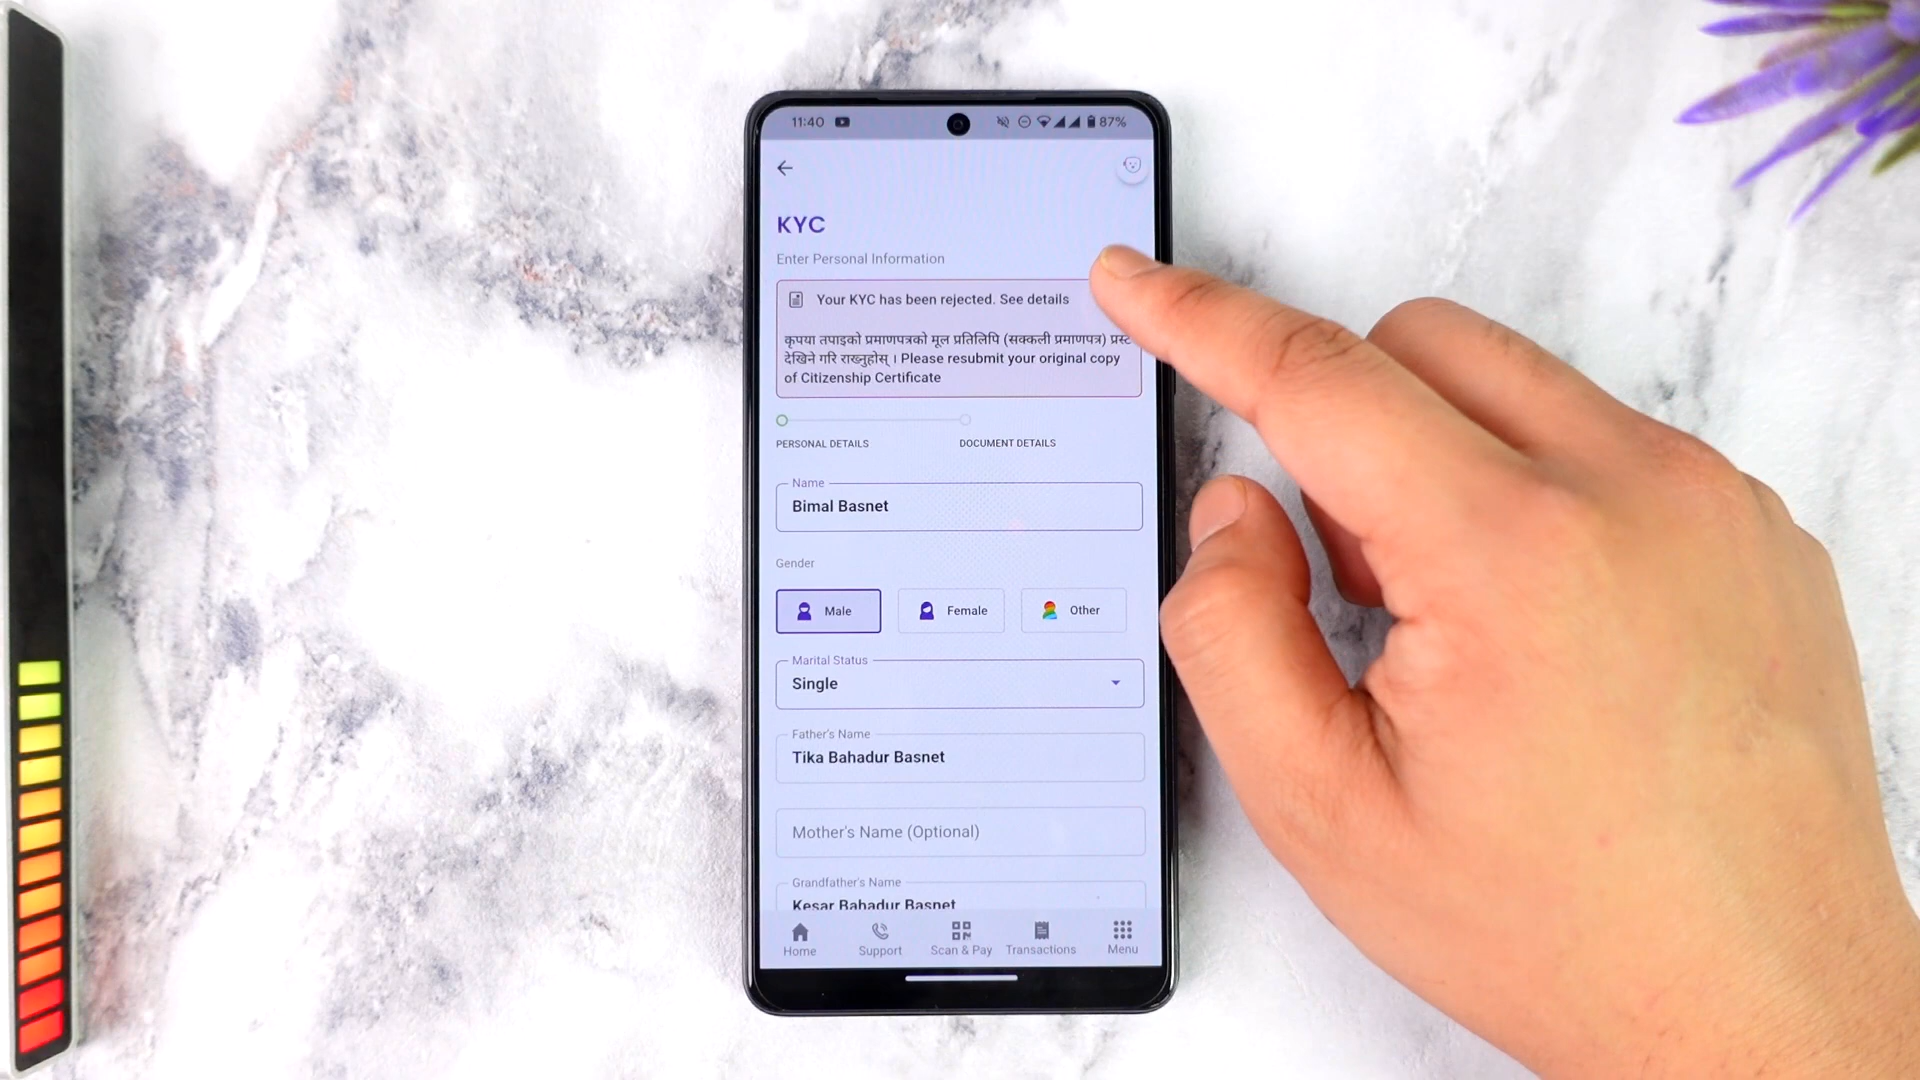 11:40
87%
KYC
Enter Personal Information
Your KYC has been rejected. See details
कृपया तपाइको प्रमाणपत्रको मूल प्रतिलिपि (सक्कली प्रमाणपत्र) प्रस्ट
देखिने गरि राख्नुहोस् । Please resubmit your original copy
of Citizenship Certificate
PERSONAL DETAILS
DOCUMENT DETAILS
Name
Bimal Basnet
Gender
Male
Female
Other
Marital Status
Single
Father's Name
Tika Bahadur Basnet
Mother's Name (Optional)
Grandfather's Name
Kesar Bahadur Basnet
Home
Support
Scan & Pay
Transactions
Menu